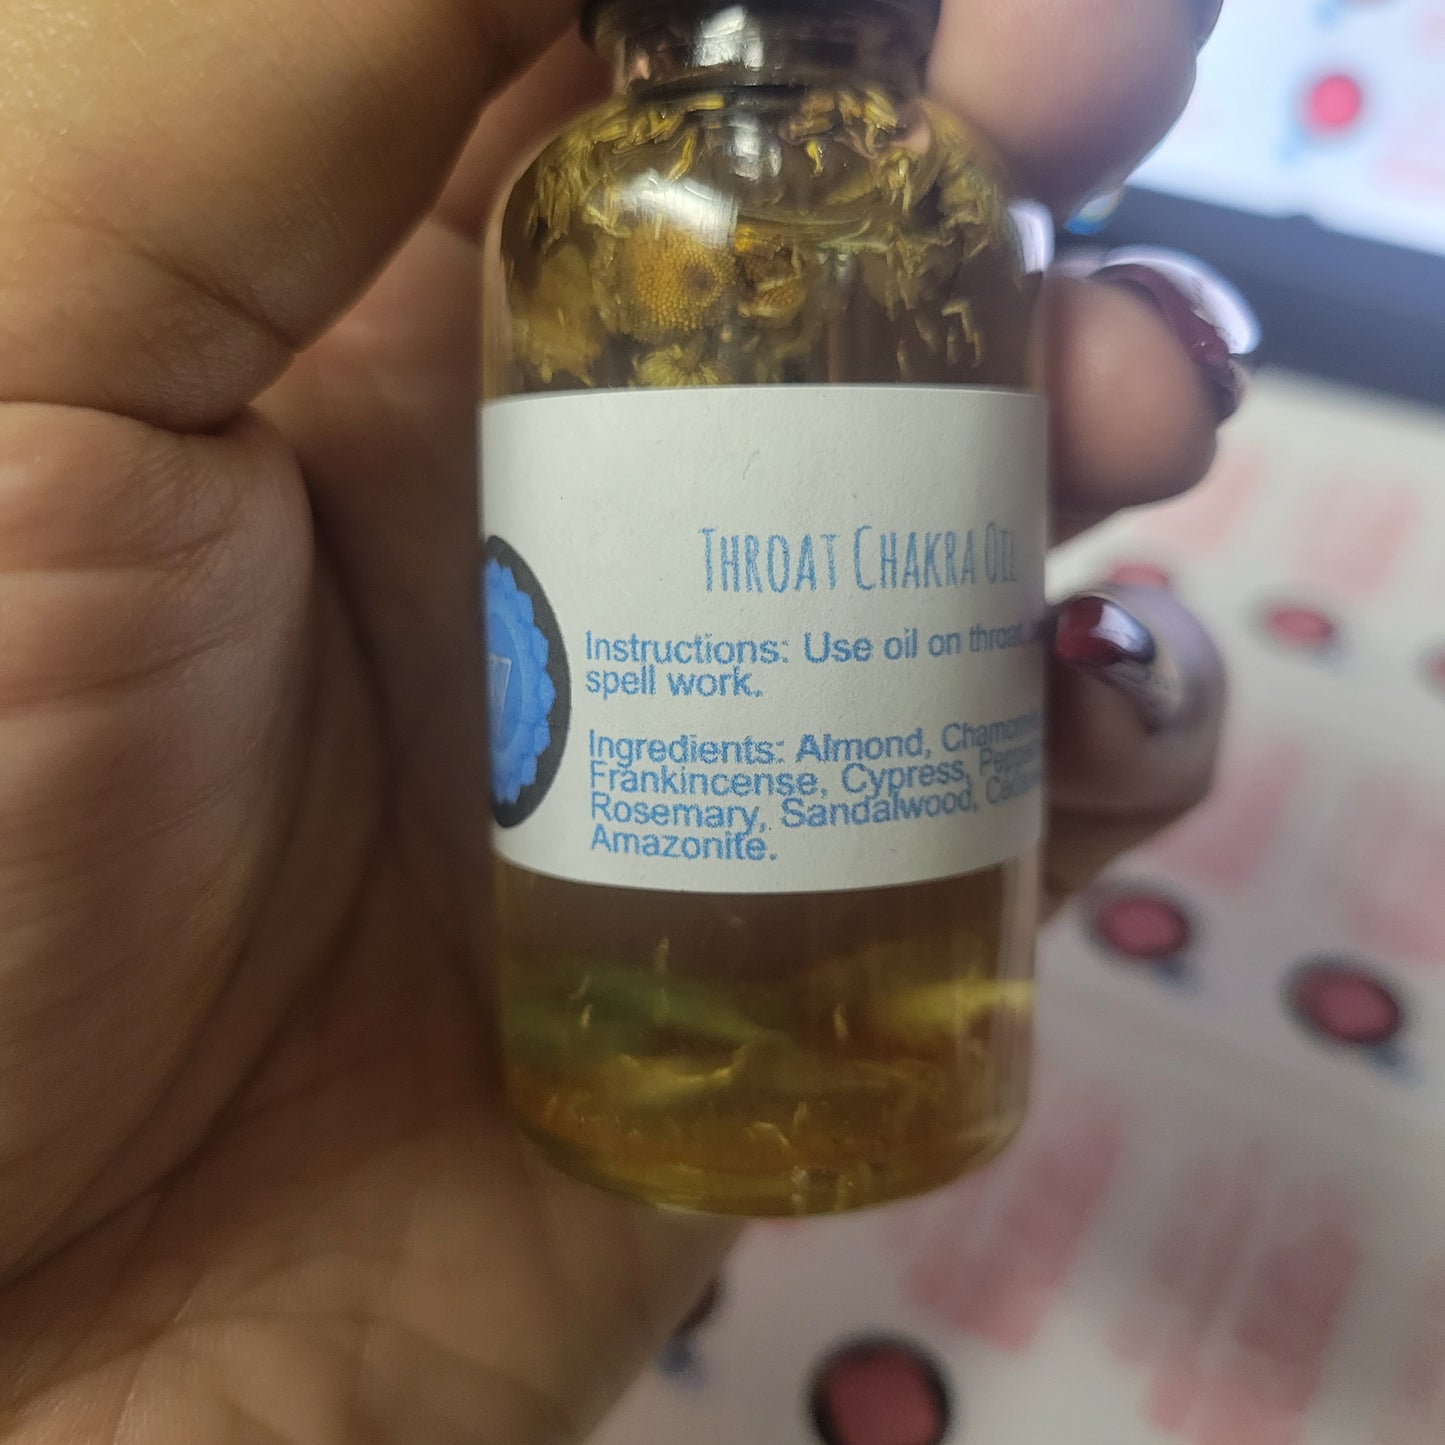 THROAT CHAKRA OIL
Instructions: Use oil on throat,
spell work.
Ingredients: Almond,
Frankincense, Cypress,
Rosemary, Sandalwood,
Amazonite.